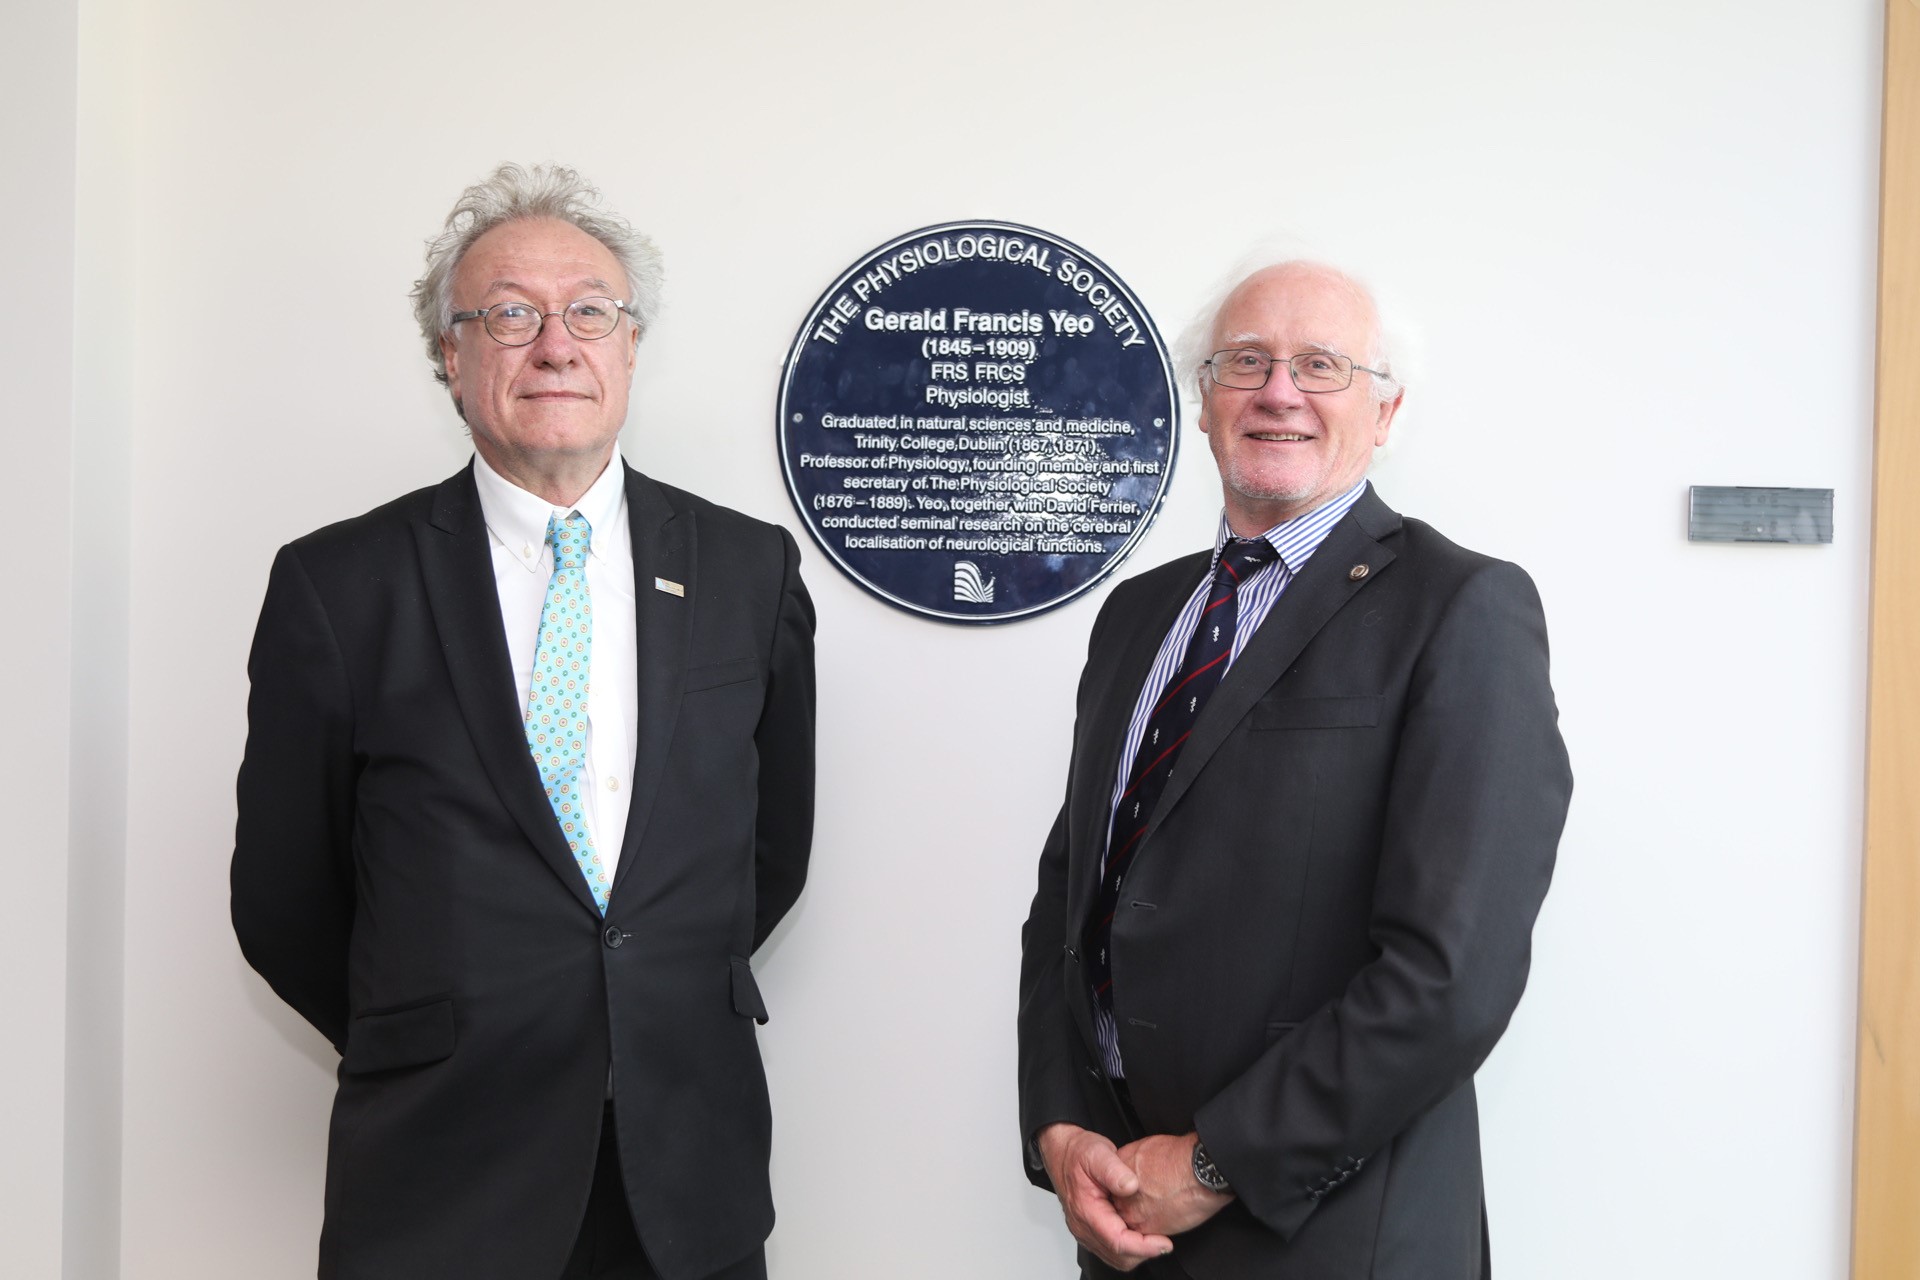 THE PHYSIOLOGICAL SOCIETY
Gerald Francis Yeo
(1845–1909)
FRS FRCS
Physiologist
Graduated in natural sciences and medicine,
Trinity College Dublin (1867, 1871).
Professor of Physiology, founding member and first
secretary of The Physiological Society
(1876–1889). Yeo, together with David Ferrier,
conducted seminal research on the cerebral
localisation of neurological functions.